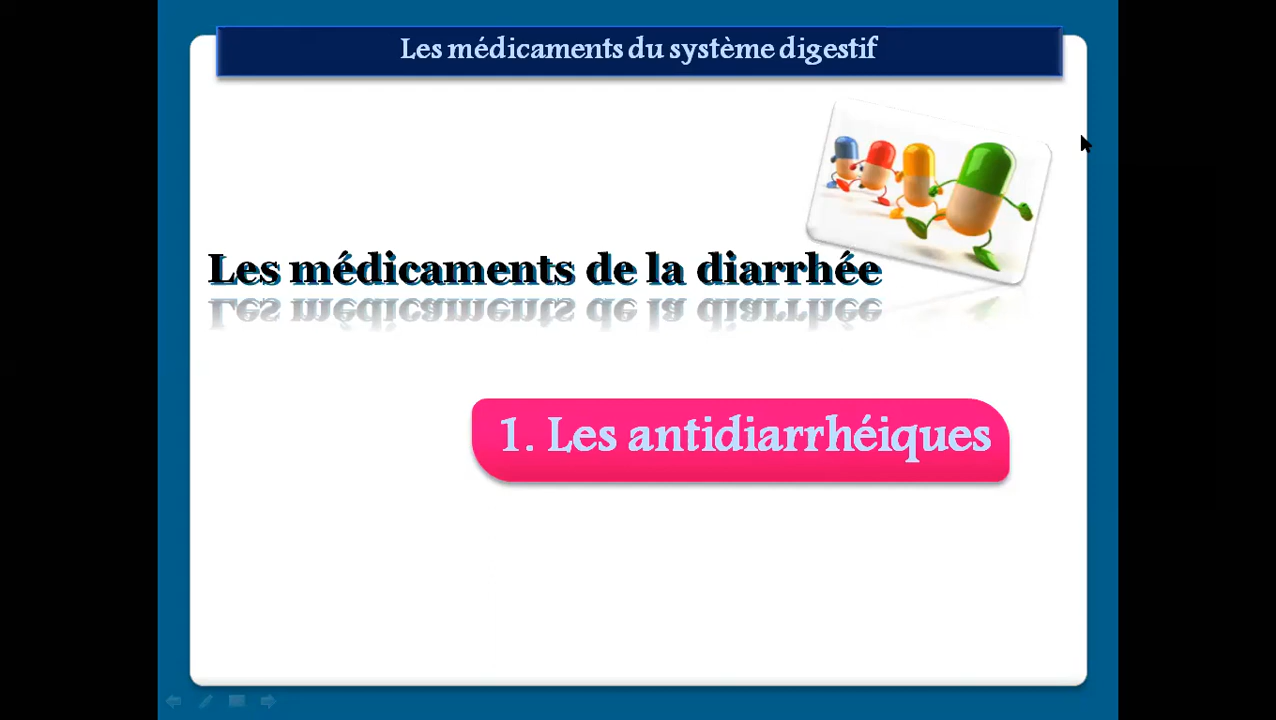 Les médicaments du système digestif
Les médicaments de la diarrhée
1. Les antidiarrhéiques